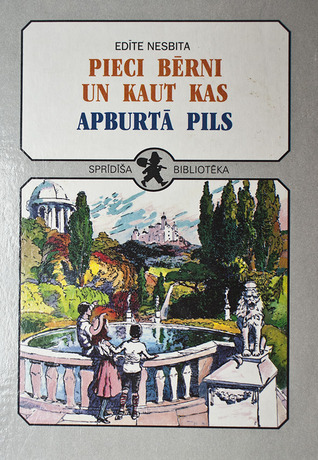 EDĪTE NESBITA
PIECI BĒRNI
UN KAUT KAS
APBURTĀ PILS
SPRĪDĪŠA BIBLIOTĒKA